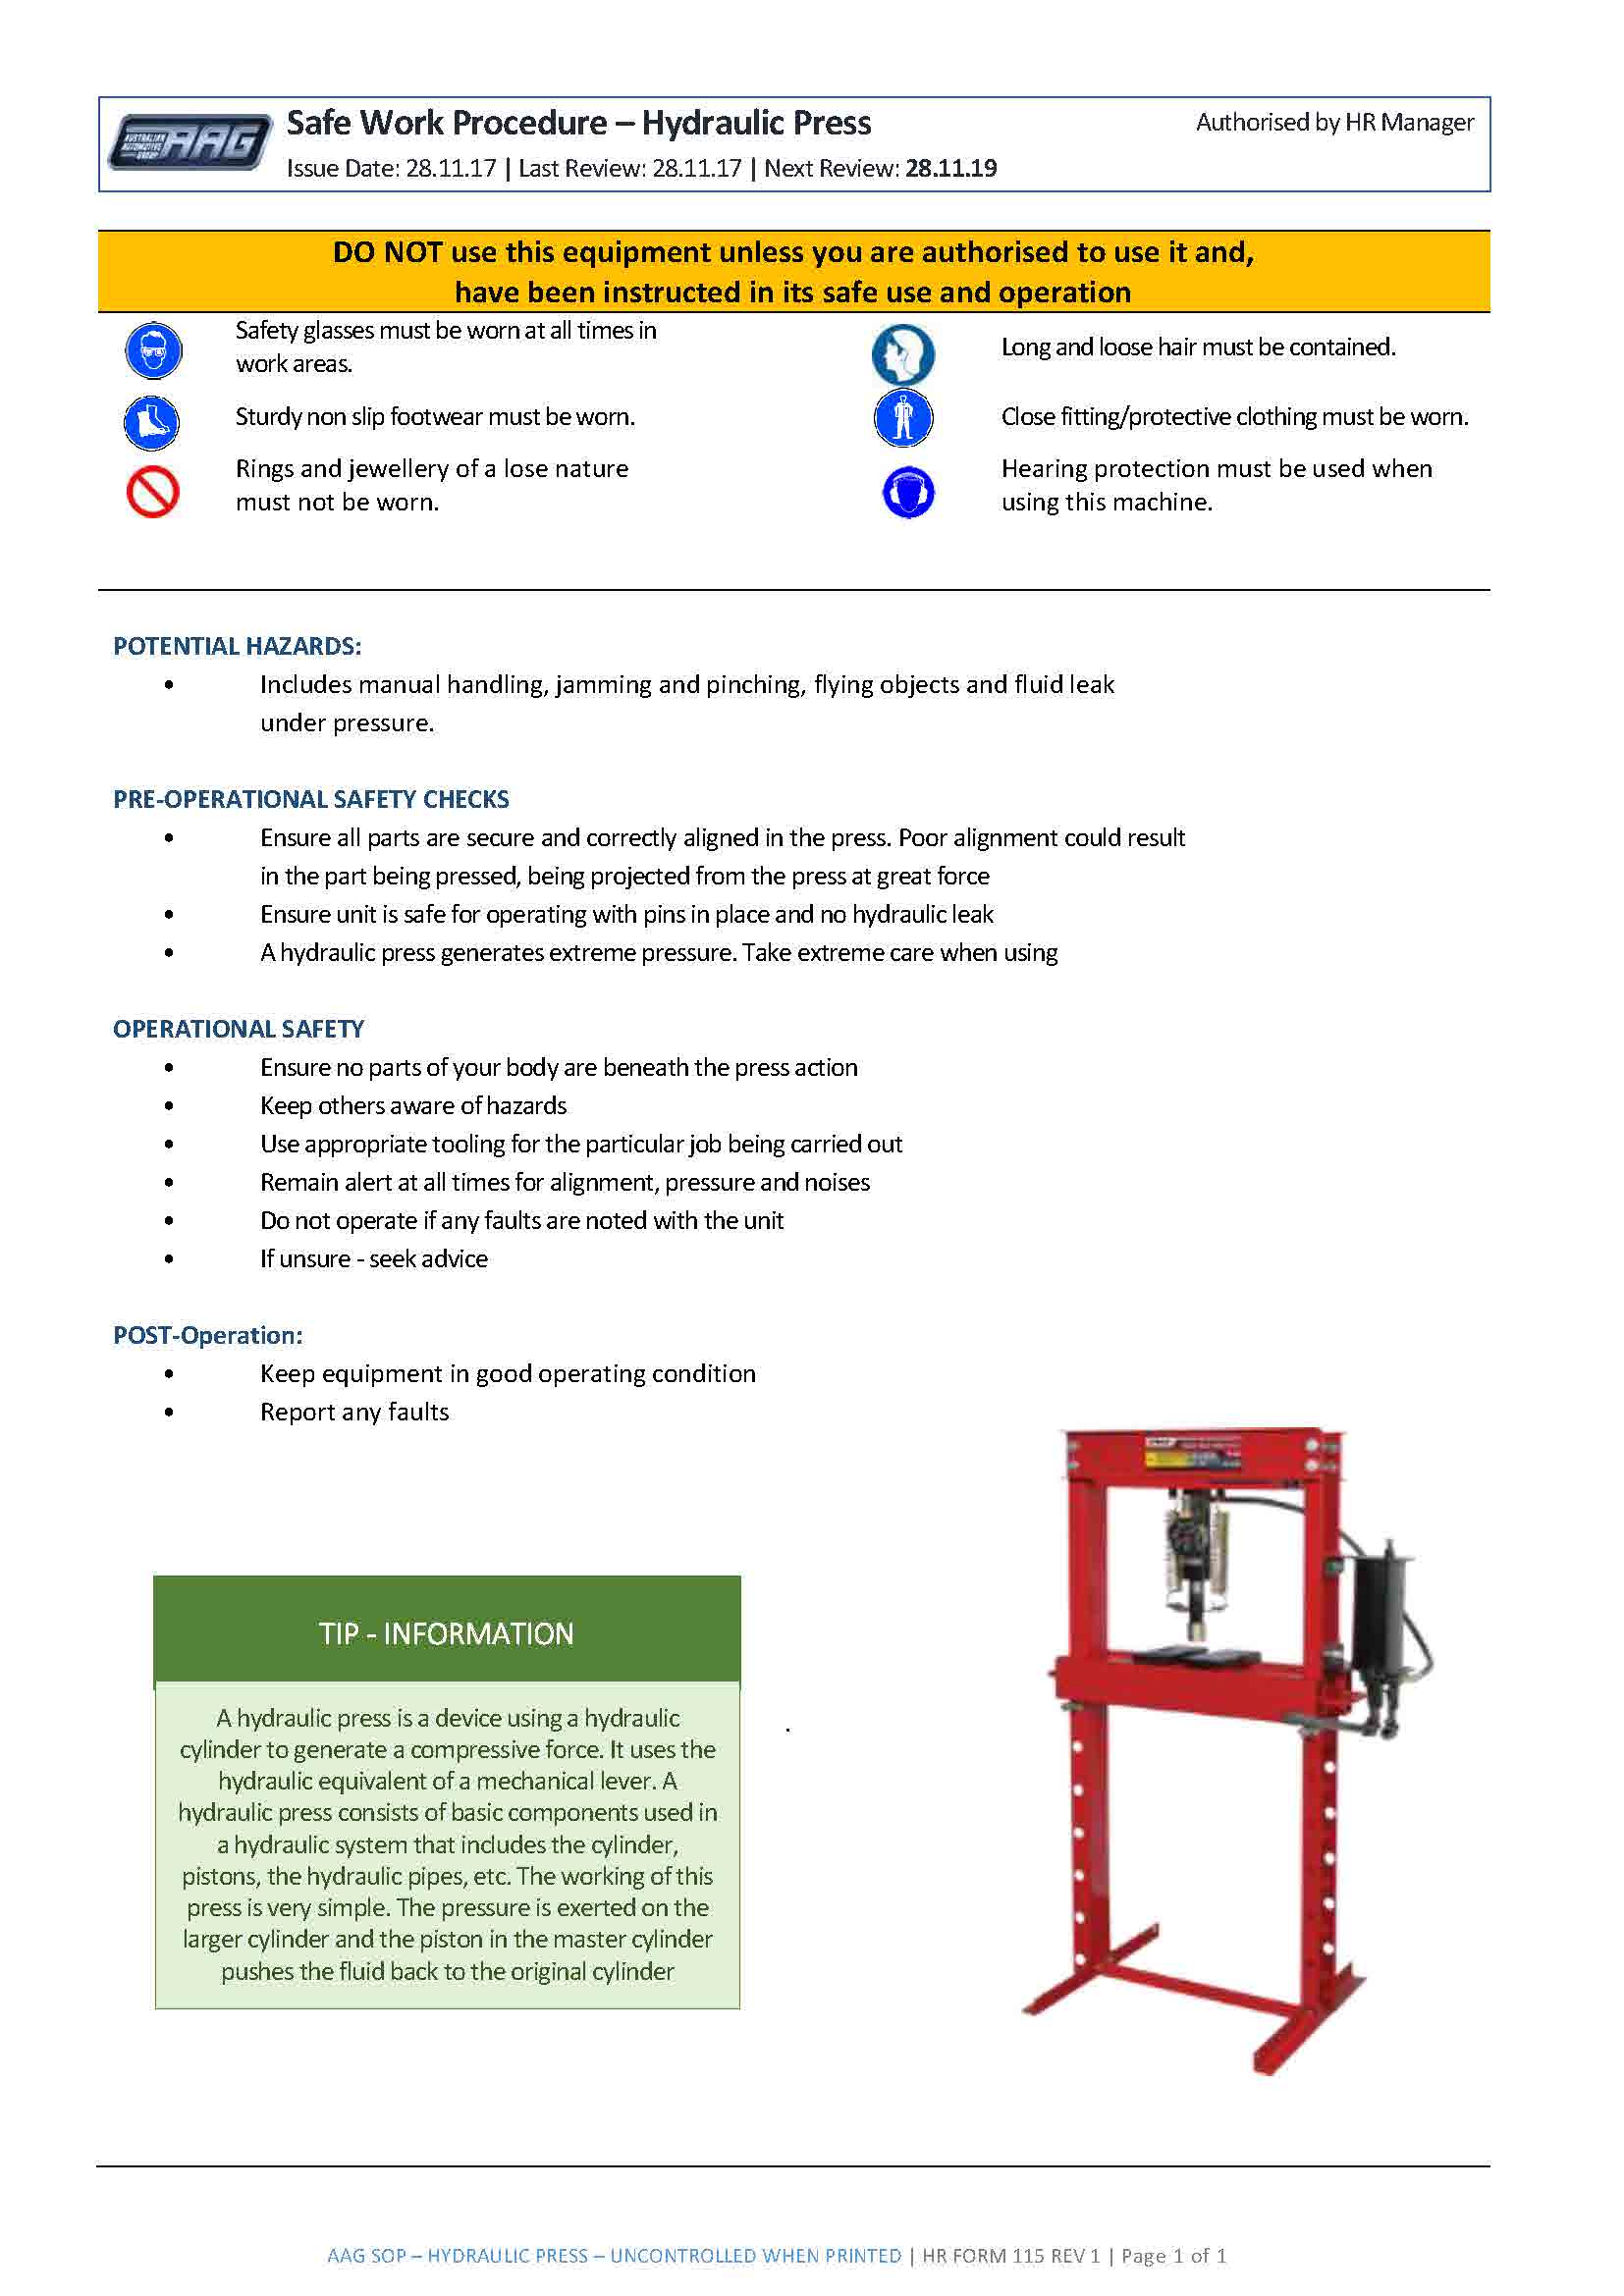 AUSTRALIAN
AUTOMOTIVE
GROUP
AAG
Safe Work Procedure – Hydraulic Press
Authorised by HR Manager
Issue Date: 28.11.17 | Last Review: 28.11.17 | Next Review: 28.11.19
DO NOT use this equipment unless you are authorised to use it and,
have been instructed in its safe use and operation
Safety glasses must be worn at all times in
work areas.
Long and loose hair must be contained.
Sturdy non slip footwear must be worn.
Close fitting/protective clothing must be worn.
Rings and jewellery of a lose nature
must not be worn.
Hearing protection must be used when
using this machine.
POTENTIAL HAZARDS:
• Includes manual handling, jamming and pinching, flying objects and fluid leak
under pressure.
PRE-OPERATIONAL SAFETY CHECKS
• Ensure all parts are secure and correctly aligned in the press. Poor alignment could result
in the part being pressed, being projected from the press at great force
• Ensure unit is safe for operating with pins in place and no hydraulic leak
• A hydraulic press generates extreme pressure. Take extreme care when using
OPERATIONAL SAFETY
• Ensure no parts of your body are beneath the press action
• Keep others aware of hazards
• Use appropriate tooling for the particular job being carried out
• Remain alert at all times for alignment, pressure and noises
• Do not operate if any faults are noted with the unit
• If unsure - seek advice
POST-Operation:
• Keep equipment in good operating condition
• Report any faults
TIP - INFORMATION
A hydraulic press is a device using a hydraulic
cylinder to generate a compressive force. It uses the
hydraulic equivalent of a mechanical lever. A
hydraulic press consists of basic components used in
a hydraulic system that includes the cylinder,
pistons, the hydraulic pipes, etc. The working of this
press is very simple. The pressure is exerted on the
larger cylinder and the piston in the master cylinder
pushes the fluid back to the original cylinder
.
AAG SOP – HYDRAULIC PRESS – UNCONTROLLED WHEN PRINTED | HR FORM 115 REV 1 | Page 1 of 1